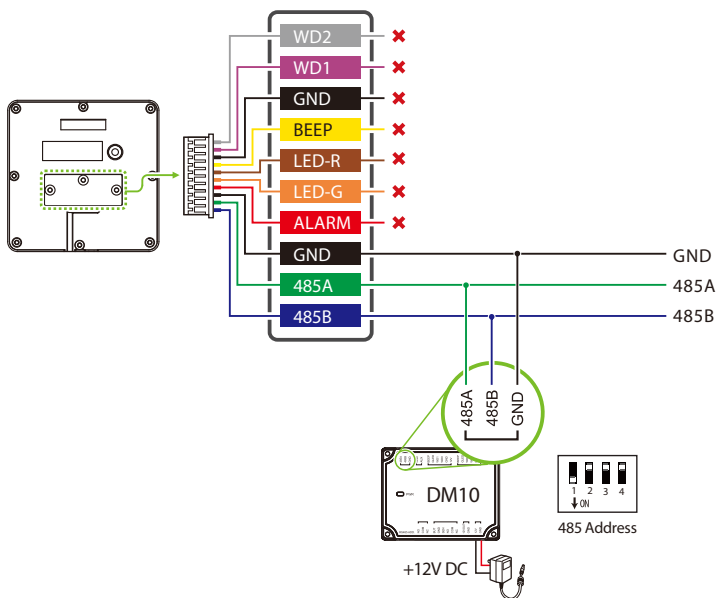 WD2
WD1
GND
BEEP
LED-R
LED-G
ALARM
GND
GND
485A
485A
485B
485B
485A
485B
GND
DM10
1 2 3 4
ON
485 Address
+12V DC